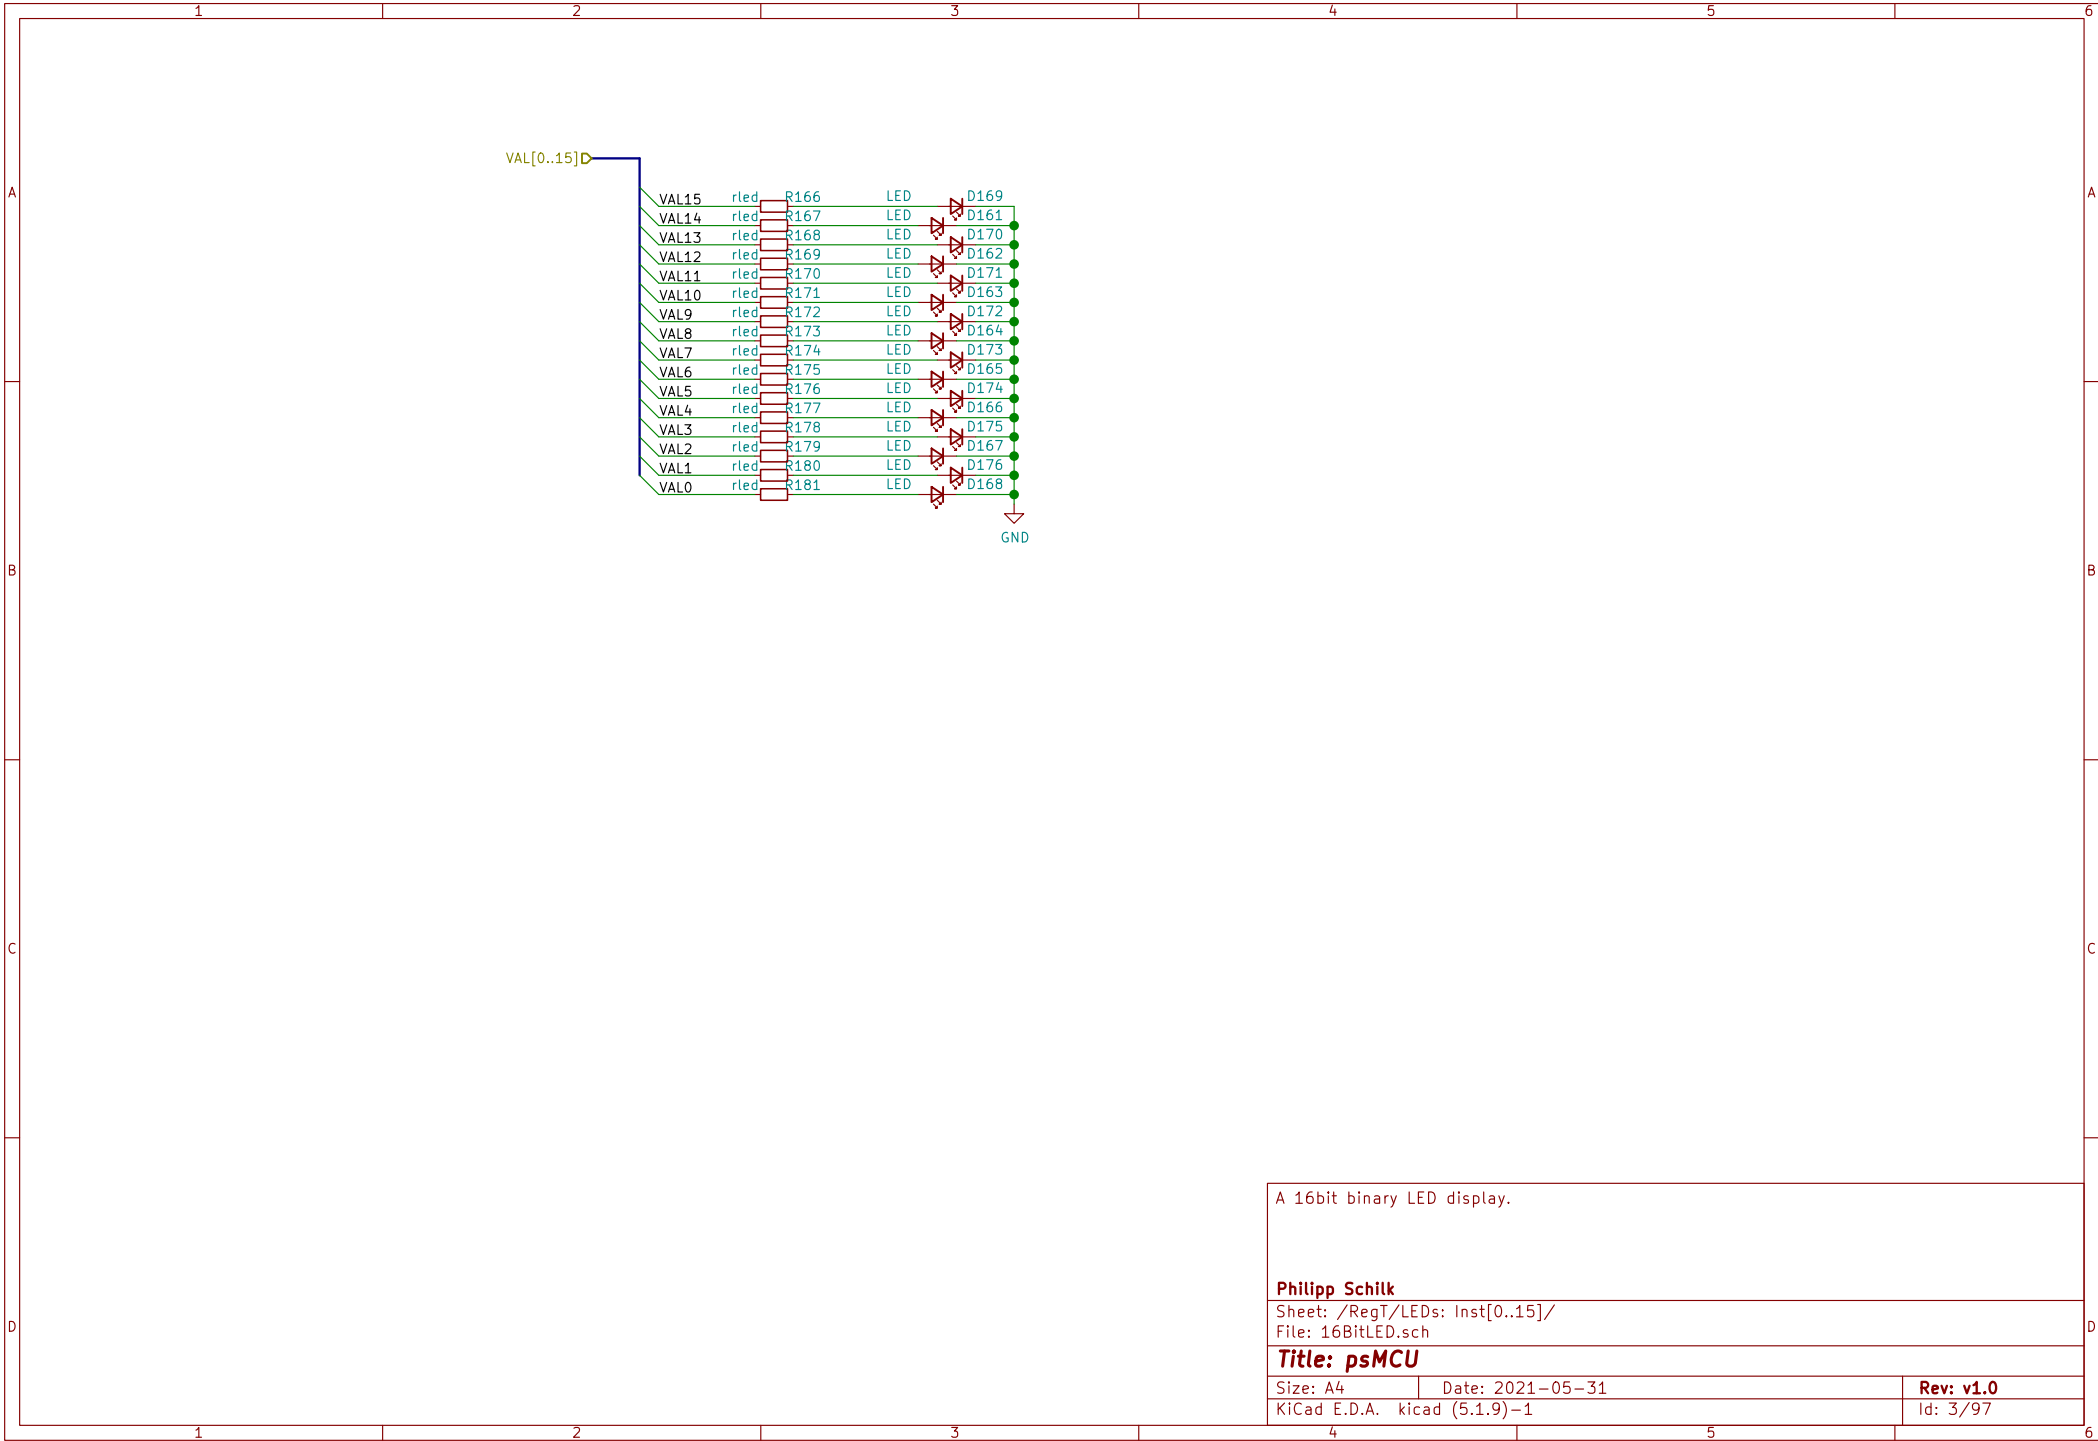 1 2 3 4 5 6
VAL[0..15]
A A
VAL15 rled R166 LED D169
VAL14 rled R167 LED D161
VAL13 rled R168 LED D170
VAL12 rled R169 LED D162
VAL11 rled R170 LED D171
VAL10 rled R171 LED D163
VAL9 rled R172 LED D172
VAL8 rled R173 LED D164
VAL7 rled R174 LED D173
VAL6 rled R175 LED D165
VAL5 rled R176 LED D174
VAL4 rled R177 LED D166
VAL3 rled R178 LED D175
VAL2 rled R179 LED D167
VAL1 rled R180 LED D176
VAL0 rled R181 LED D168
GND
B B
C C
A 16bit binary LED display.
Philipp Schilk
Sheet: /RegT/LEDs: Inst[0..15]/
D D
File: 16BitLED.sch
Title: psMCU
Size: A4 Date: 2021-05-31 Rev: v1.0
KiCad E.D.A. kicad (5.1.9)-1 Id: 3/97
1 2 3 4 5 6